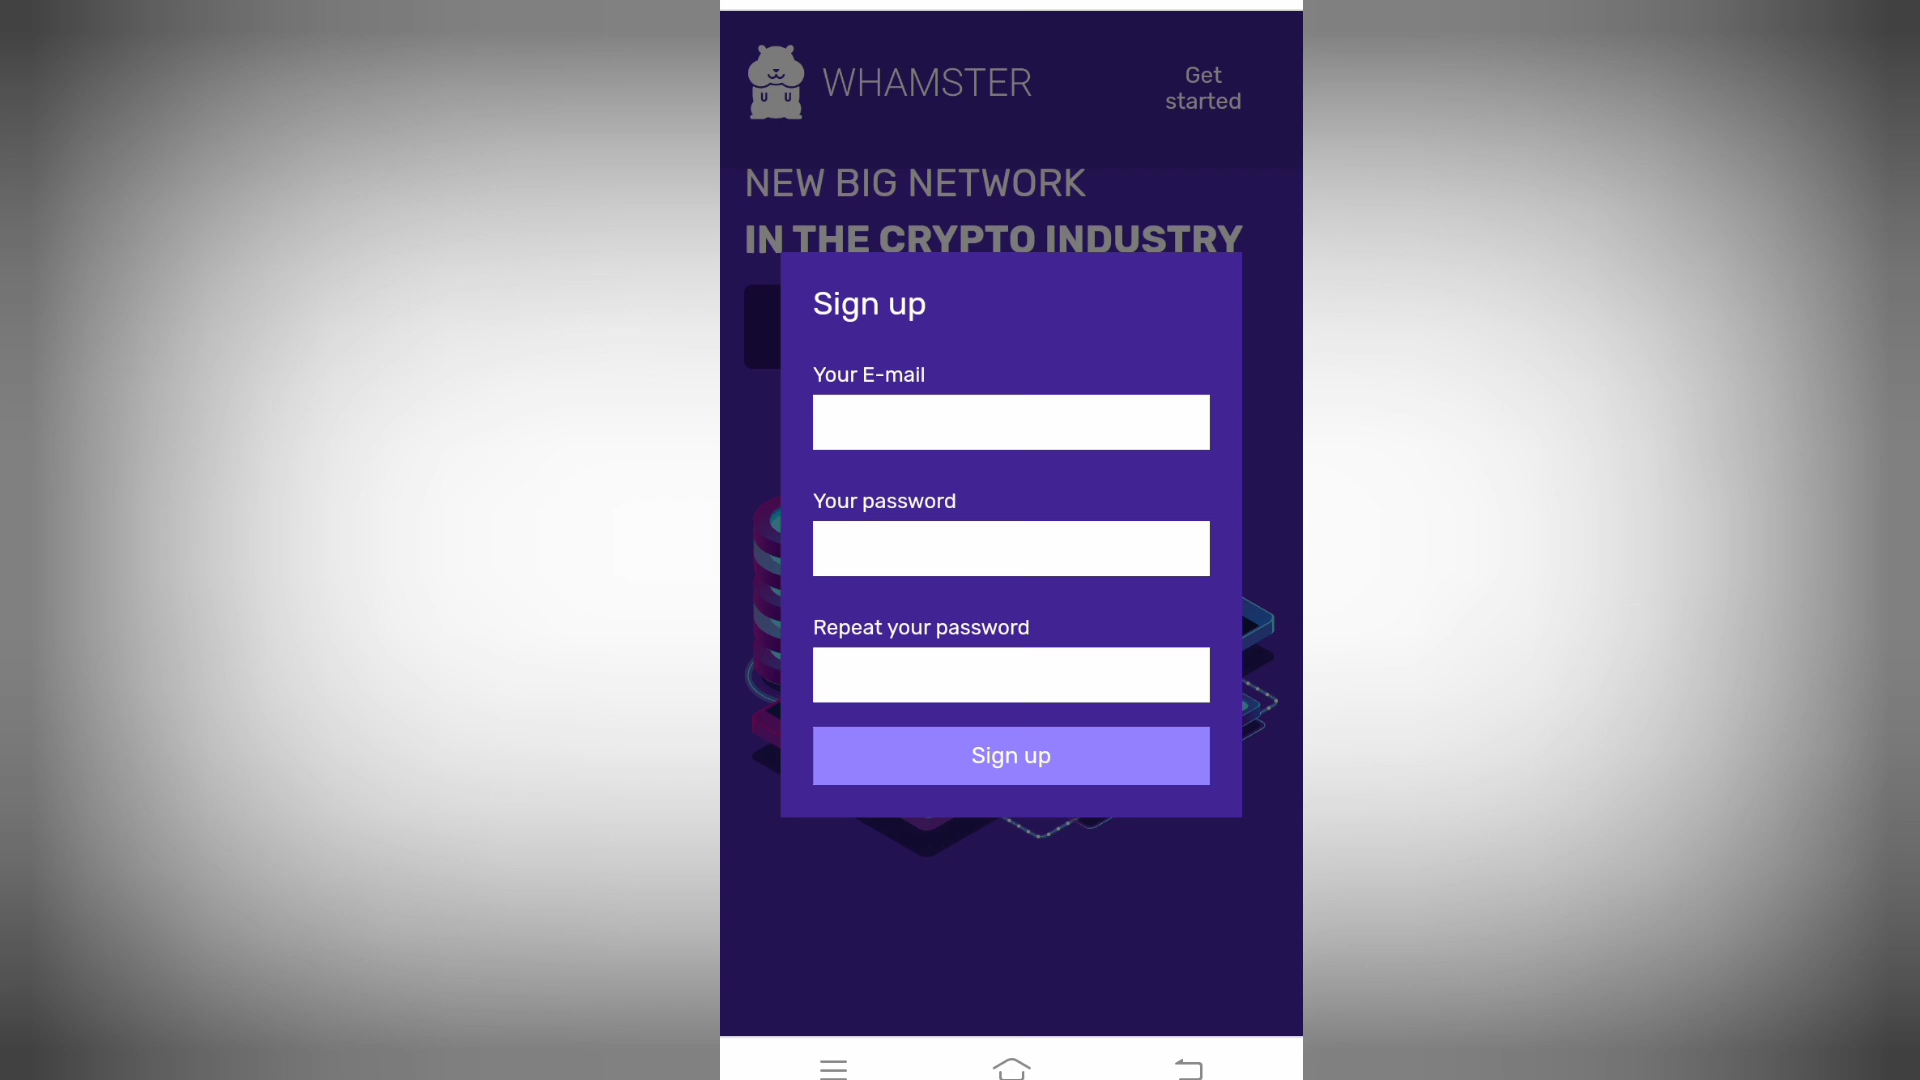 WHAMSTER
Get
started
NEW BIG NETWORK
IN THE CRYPTO INDUSTRY
Sign up
Your E-mail
Your password
Repeat your password
Sign up